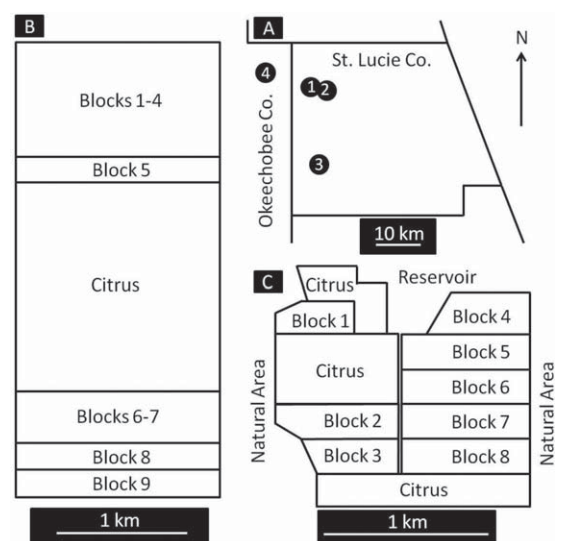 B
Blocks 1-4
Block 5
Citrus
Blocks 6-7
Block 8
Block 9
1 km
A
St. Lucie Co.
N
4
1
2
3
Okeechobee Co.
10 km
C
Citrus
Reservoir
Block 1
Block 4
Block 5
Citrus
Block 6
Block 2
Block 7
Block 3
Block 8
Citrus
Natural Area
Natural Area
1 km